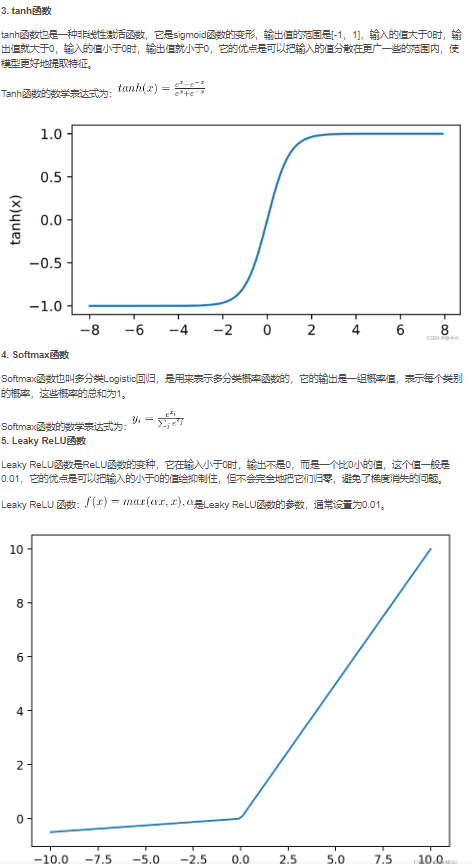 3. tanh函数
tanh函数也是一种非线性激活函数，它是sigmoid函数的变形，输出值的范围是[-1，1]，输入的值大于0时，输
出值就大于0，输入的值小于0时，输出值就小于0，它的优点是可以把输入的值分散在更广一些的范围内，使
模型更好地提取特征。
Tanh函数的数学表达式为：tanh(x) = (e^x−e^−x)/(e^x+e^−x)
1.0
0.5
0.0
−0.5
−1.0
tanh(x)
−8 −6 −4 −2 0 2 4 6 8
4. Softmax函数
Softmax函数也叫多分类Logistic回归，是用来表示多分类概率函数的，它的输出是一组概率值，表示每个类别
的概率，这些概率的总和为1。
Softmax函数的数学表达式为：y_i = e^{z_i}/∑_j e^{z_j}
5. Leaky ReLU函数
Leaky ReLU函数是ReLU函数的变种，它在输入小于0时，输出不是0，而是一个比0小的值，这个值一般是
0.01，它的优点是可以把输入的小于0的值给抑制住，但不会完全地把它们归零，避免了梯度消失的问题。
Leaky ReLU 函数：f(x) = max(αx, x), α是Leaky ReLU函数的参数，通常设置为0.01。
10
8
6
4
2
0
−10.0 −7.5 −5.0 −2.5 0.0 2.5 5.0 7.5 10.0